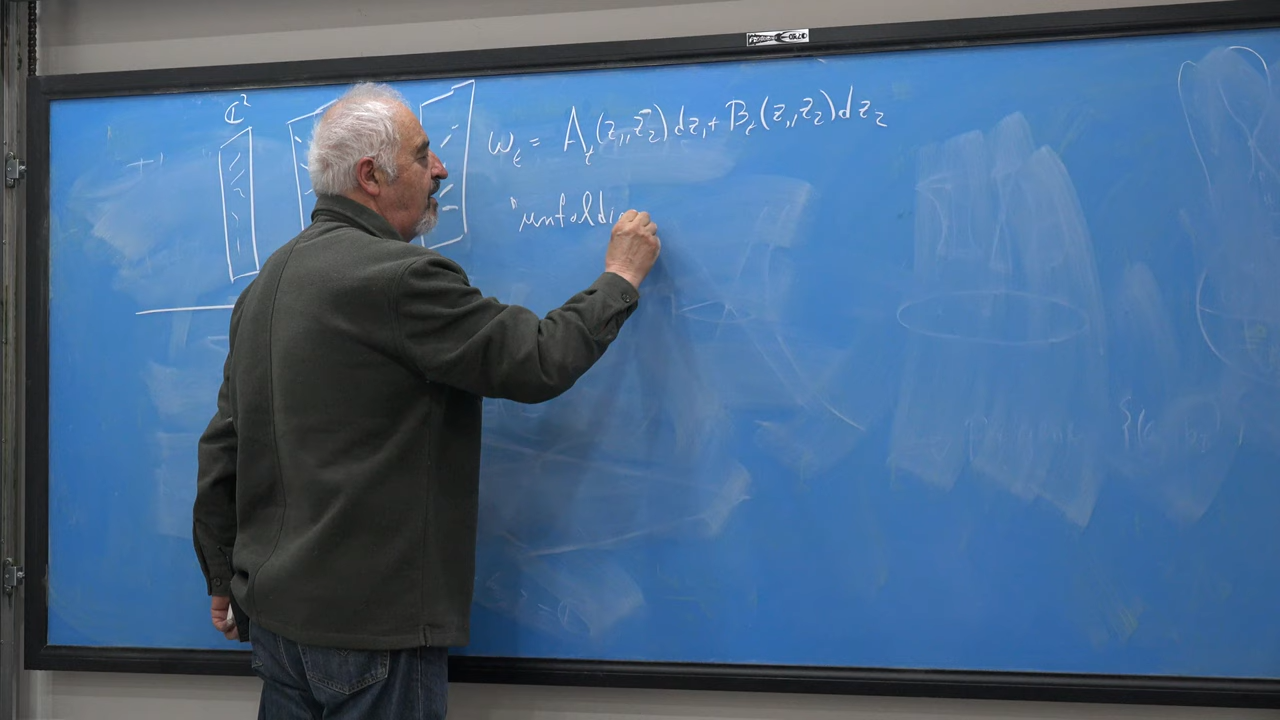 ℂ²
ω_t = A_t(z₁, z₂)dz₁ + B_t(z₁, z₂)dz₂
"unfoldi